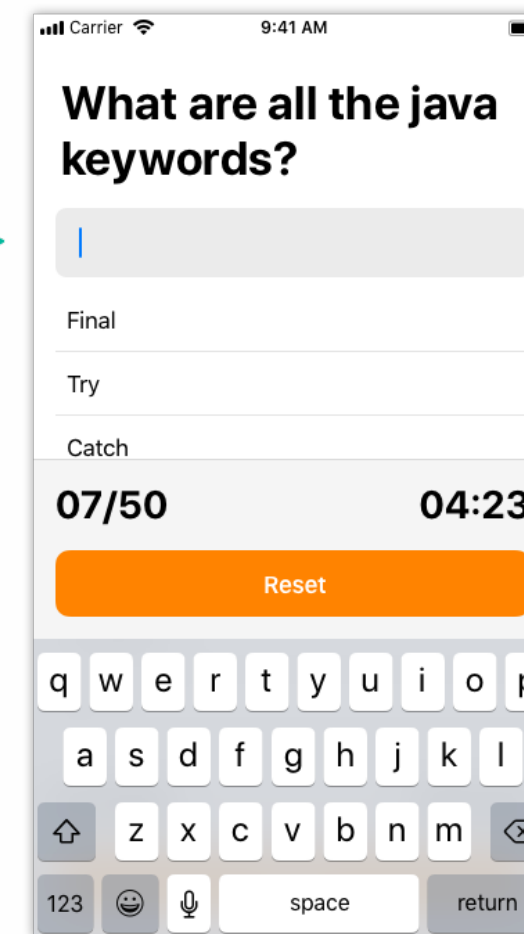 Carrier 9:41 AM
What are all the java
keywords?
Final
Try
Catch
07/50 04:23
Reset
q w e r t y u i o p
a s d f g h j k l
z x c v b n m
123 space return